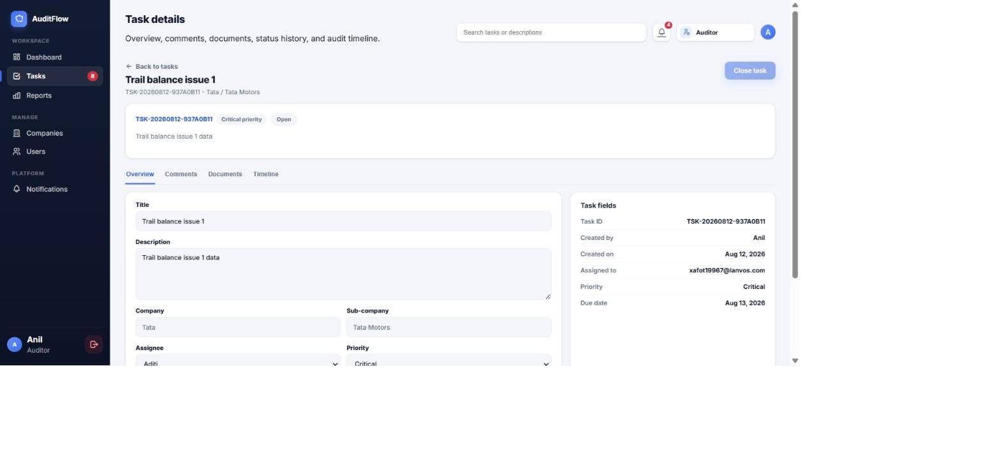 AuditFlow
WORKSPACE
Dashboard
Tasks 8
Reports
MANAGE
Companies
Users
PLATFORM
Notifications
A Anil
Auditor
Task details
Overview, comments, documents, status history, and audit timeline.
Search tasks or descriptions
4
Auditor
A
Back to tasks
Trail balance issue 1
TSK-20260812-937A0B11 - Tata / Tata Motors
Close task
TSK-20260812-937A0B11 Critical priority Open
Trail balance issue 1 data
Overview Comments Documents Timeline
Title
Trail balance issue 1
Description
Trail balance issue 1 data
Company Sub-company
Tata Tata Motors
Assignee Priority
Aditi Critical
Task fields
Task ID TSK-20260812-937A0B11
Created by Anil
Created on Aug 12, 2026
Assigned to xafot19967@lanvos.com
Priority Critical
Due date Aug 13, 2026